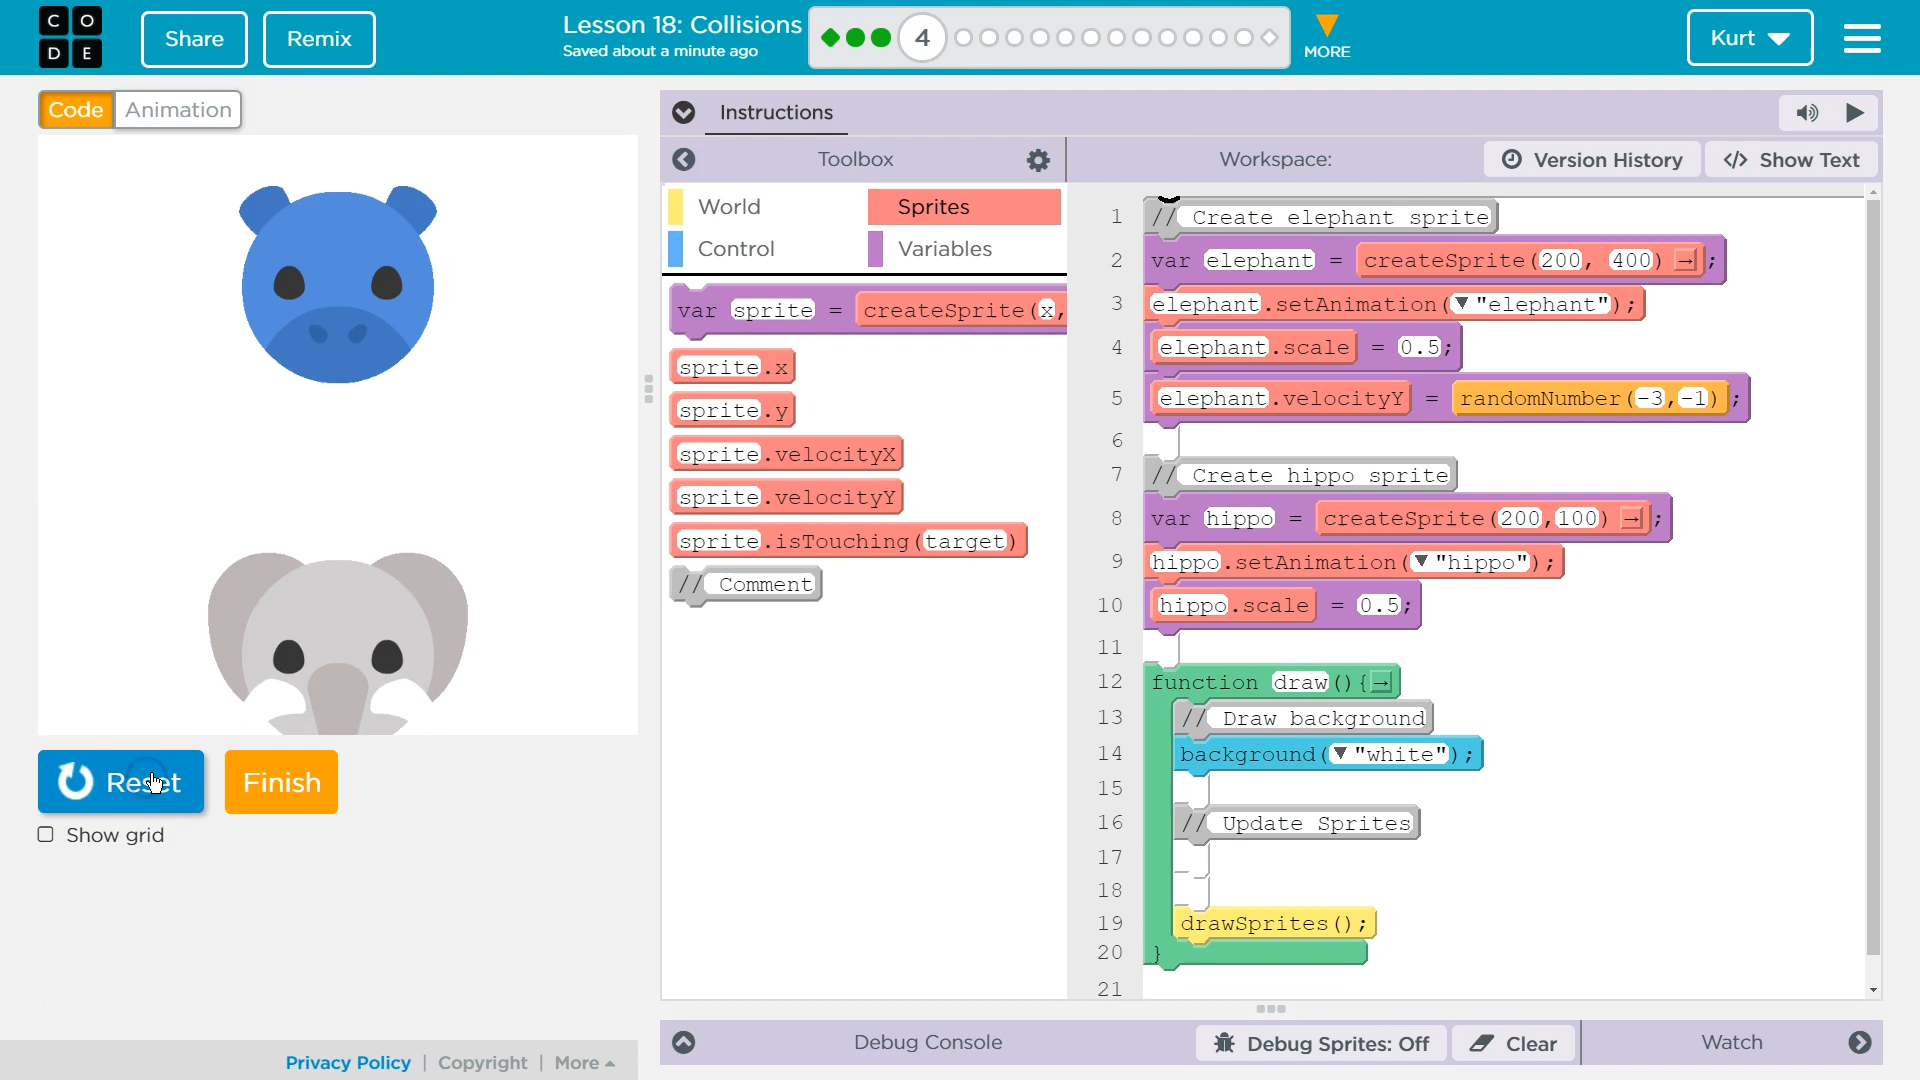 C O
D E
Share
Remix
Lesson 18: Collisions
Saved about a minute ago
4
MORE
Kurt
Code
Animation
Instructions
Toolbox
Workspace:
Version History
</> Show Text
World
Sprites
Control
Variables
var sprite = createSprite(x,
sprite.x
sprite.y
sprite.velocityX
sprite.velocityY
sprite.isTouching(target)
// Comment
1 // Create elephant sprite
2 var elephant = createSprite(200, 400) → ;
3 elephant.setAnimation(▼ "elephant");
4 elephant.scale = 0.5;
5 elephant.velocityY = randomNumber(-3,-1);
6
7 // Create hippo sprite
8 var hippo = createSprite(200,100) → ;
9 hippo.setAnimation(▼ "hippo");
10 hippo.scale = 0.5;
11
12 function draw(){ →
13 // Draw background
14 background(▼ "white");
15
16 // Update Sprites
17
18
19 drawSprites();
20 }
21
Reset
Finish
Show grid
Debug Console
Debug Sprites: Off
Clear
Watch
Privacy Policy | Copyright | More